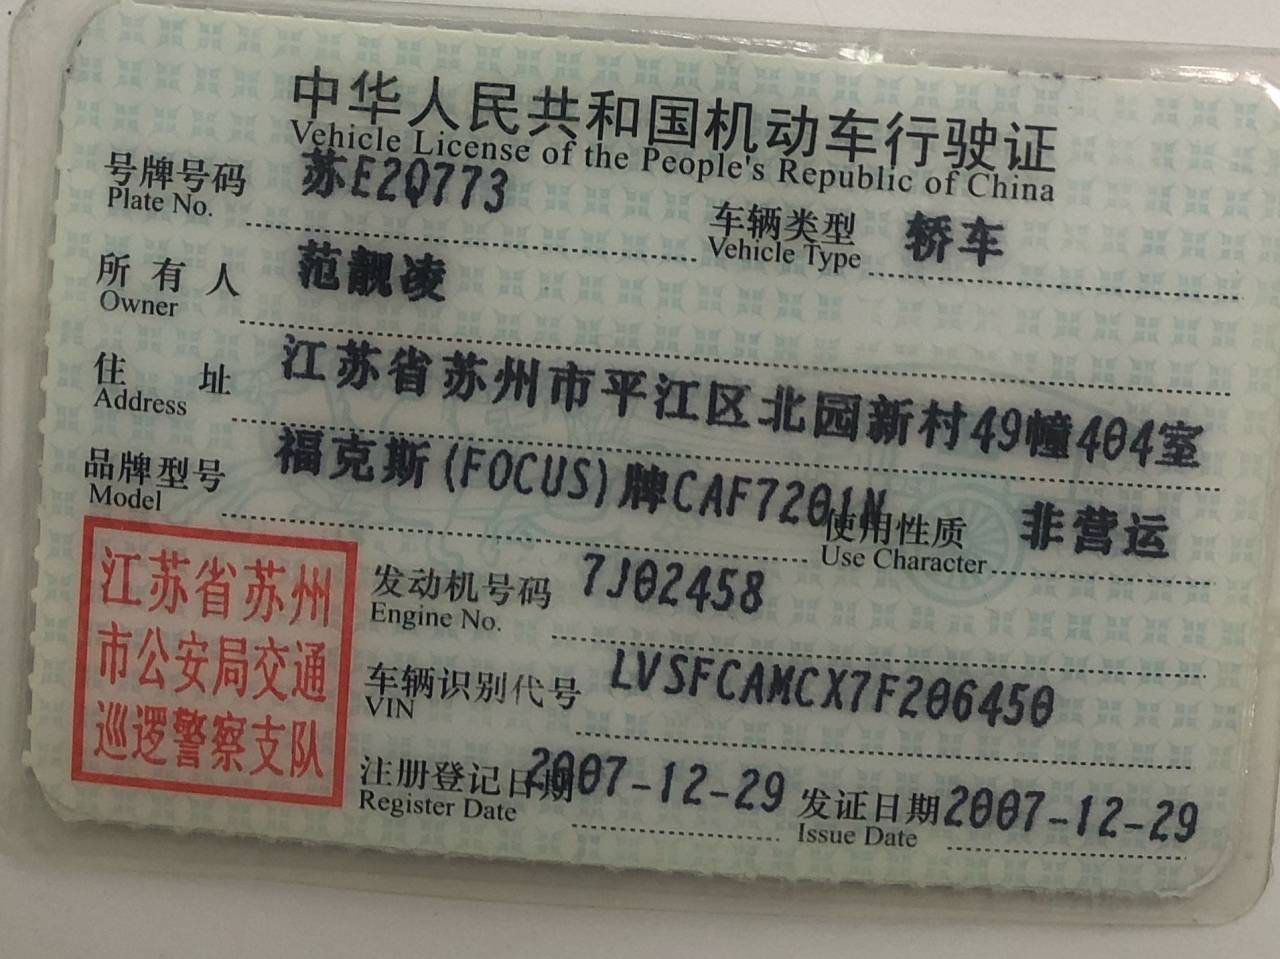 中华人民共和国机动车行驶证
Vehicle License of the People's Republic of China
号牌号码 苏E2Q773
Plate No.
车辆类型 轿车
Vehicle Type
所有人 范靓凌
Owner
住址 江苏省苏州市平江区北园新村49幢404室
Address
品牌型号 福克斯(FOCUS)牌CAF7201N
Model
使用性质 非营运
Use Character
江苏省苏州
市公安局交通
巡逻警察支队
发动机号码 7J02458
Engine No.
车辆识别代号 LVSFCAMCX7F206450
VIN
注册登记日期 2007-12-29
Register Date
发证日期 2007-12-29
Issue Date